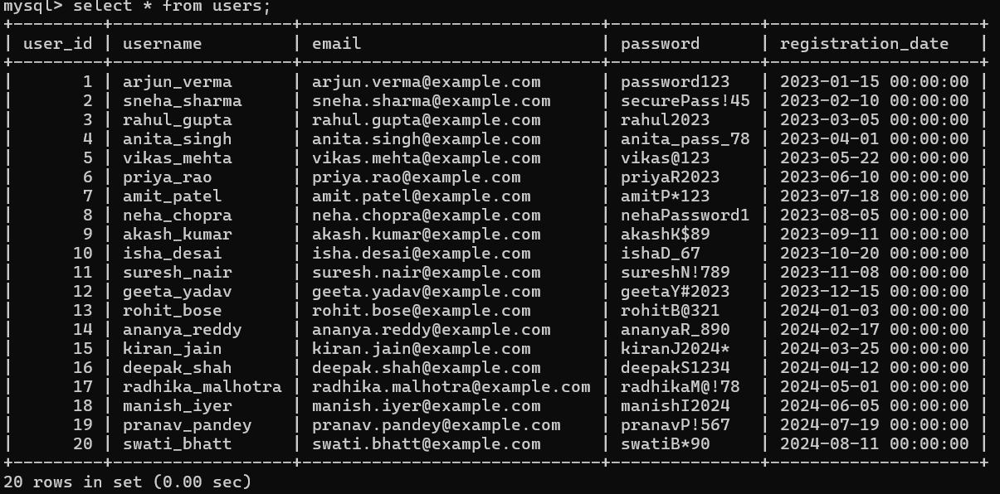 mysql> select * from users;
+---------+-----------------+------------------------------+---------------+---------------------+
| user_id | username        | email                        | password      | registration_date   |
+---------+-----------------+------------------------------+---------------+---------------------+
|       1 | arjun_verma     | arjun.verma@example.com      | password123   | 2023-01-15 00:00:00 |
|       2 | sneha_sharma    | sneha.sharma@example.com     | securePass!45 | 2023-02-10 00:00:00 |
|       3 | rahul_gupta     | rahul.gupta@example.com      | rahul2023     | 2023-03-05 00:00:00 |
|       4 | anita_singh     | anita.singh@example.com      | anita_pass_78 | 2023-04-01 00:00:00 |
|       5 | vikas_mehta     | vikas.mehta@example.com      | vikas@123     | 2023-05-22 00:00:00 |
|       6 | priya_rao       | priya.rao@example.com        | priyaR2023    | 2023-06-10 00:00:00 |
|       7 | amit_patel      | amit.patel@example.com       | amitP*123     | 2023-07-18 00:00:00 |
|       8 | neha_chopra     | neha.chopra@example.com      | nehaPassword1 | 2023-08-05 00:00:00 |
|       9 | akash_kumar     | akash.kumar@example.com      | akashK$89     | 2023-09-11 00:00:00 |
|      10 | isha_desai      | isha.desai@example.com       | ishaD_67      | 2023-10-20 00:00:00 |
|      11 | suresh_nair     | suresh.nair@example.com      | sureshN!789   | 2023-11-08 00:00:00 |
|      12 | geeta_yadav     | geeta.yadav@example.com      | geetaY#2023   | 2023-12-15 00:00:00 |
|      13 | rohit_bose      | rohit.bose@example.com       | rohitB@321    | 2024-01-03 00:00:00 |
|      14 | ananya_reddy    | ananya.reddy@example.com     | ananyaR_890   | 2024-02-17 00:00:00 |
|      15 | kiran_jain      | kiran.jain@example.com       | kiranJ2024*   | 2024-03-25 00:00:00 |
|      16 | deepak_shah     | deepak.shah@example.com      | deepakS1234   | 2024-04-12 00:00:00 |
|      17 | radhika_malhotra | radhika.malhotra@example.com | radhikaM@!78  | 2024-05-01 00:00:00 |
|      18 | manish_iyer     | manish.iyer@example.com      | manishI2024   | 2024-06-05 00:00:00 |
|      19 | pranav_pandey   | pranav.pandey@example.com    | pranavP!567   | 2024-07-19 00:00:00 |
|      20 | swati_bhatt     | swati.bhatt@example.com      | swatiB*90     | 2024-08-11 00:00:00 |
+---------+-----------------+------------------------------+---------------+---------------------+
20 rows in set (0.00 sec)